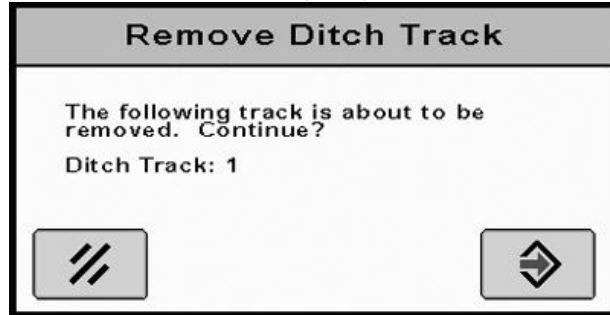 Remove Ditch Track
The following track is about to be
removed. Continue?
Ditch Track: 1